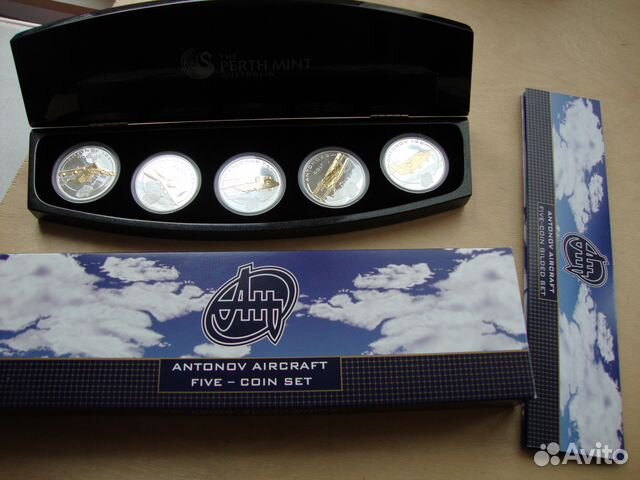 THE
PERTH MINT
AUSTRALIA
ANTONOV AIRCRAFT
FIVE – COIN SET
ANTONOV AIRCRAFT
FIVE-COIN GILDED SET
Avito